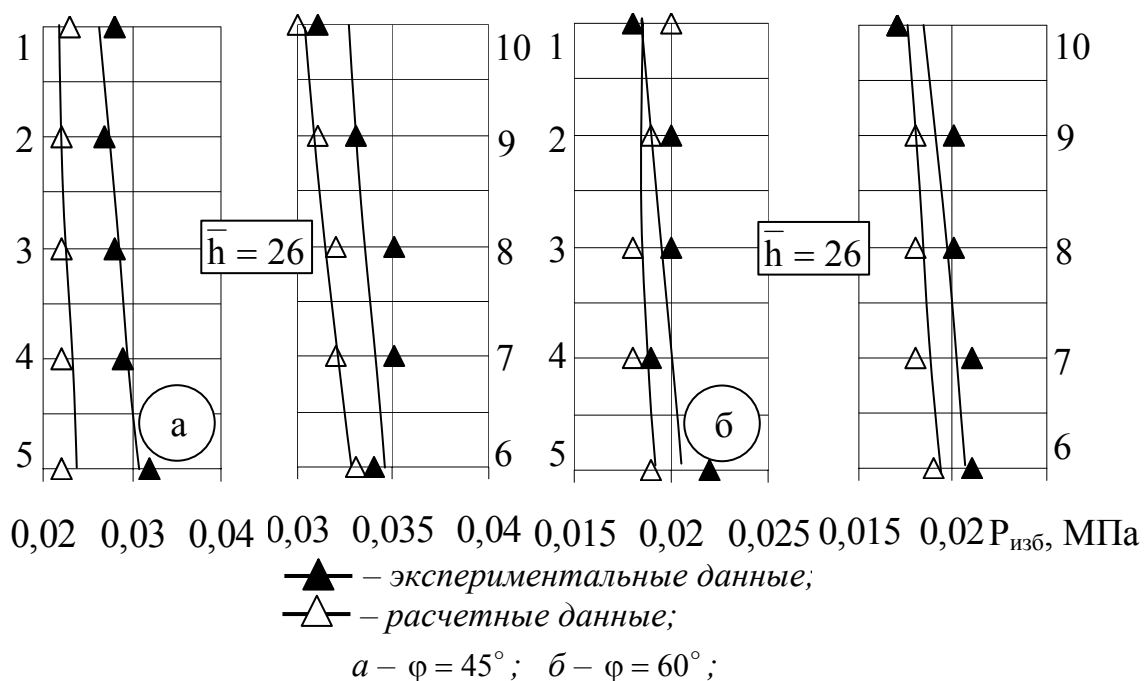 1 10 1 10
2 9 2 9
3 h̅ = 26 8 3 h̅ = 26 8
4 7 4 7
а б
5 6 5 6
0,02 0,03 0,04 0,03 0,035 0,04 0,015 0,02 0,025 0,015 0,02 Pизб, МПа
– экспериментальные данные;
– расчетные данные;
а – φ = 45°; б – φ = 60°;